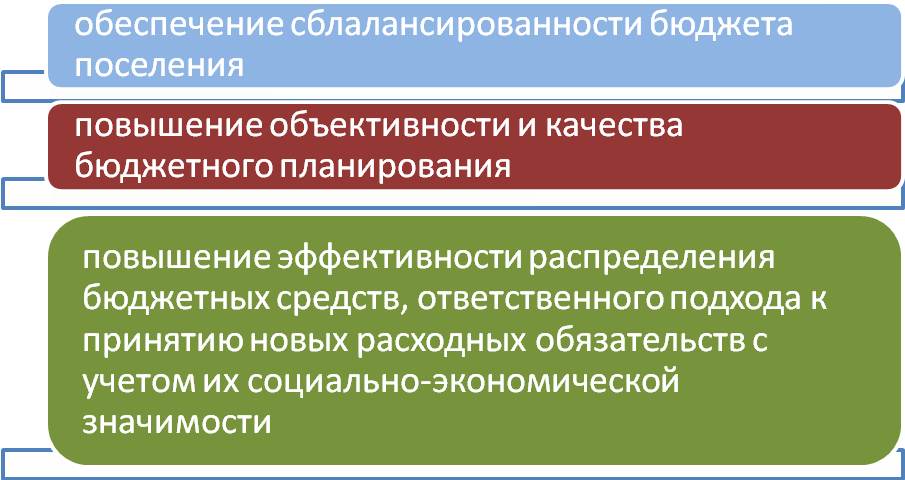 обеспечение сблалансированности бюджета
поселения
повышение объективности и качества
бюджетного планирования
повышение эффективности распределения
бюджетных средств, ответственного подхода к
принятию новых расходных обязательств с
учетом их социально-экономической
значимости